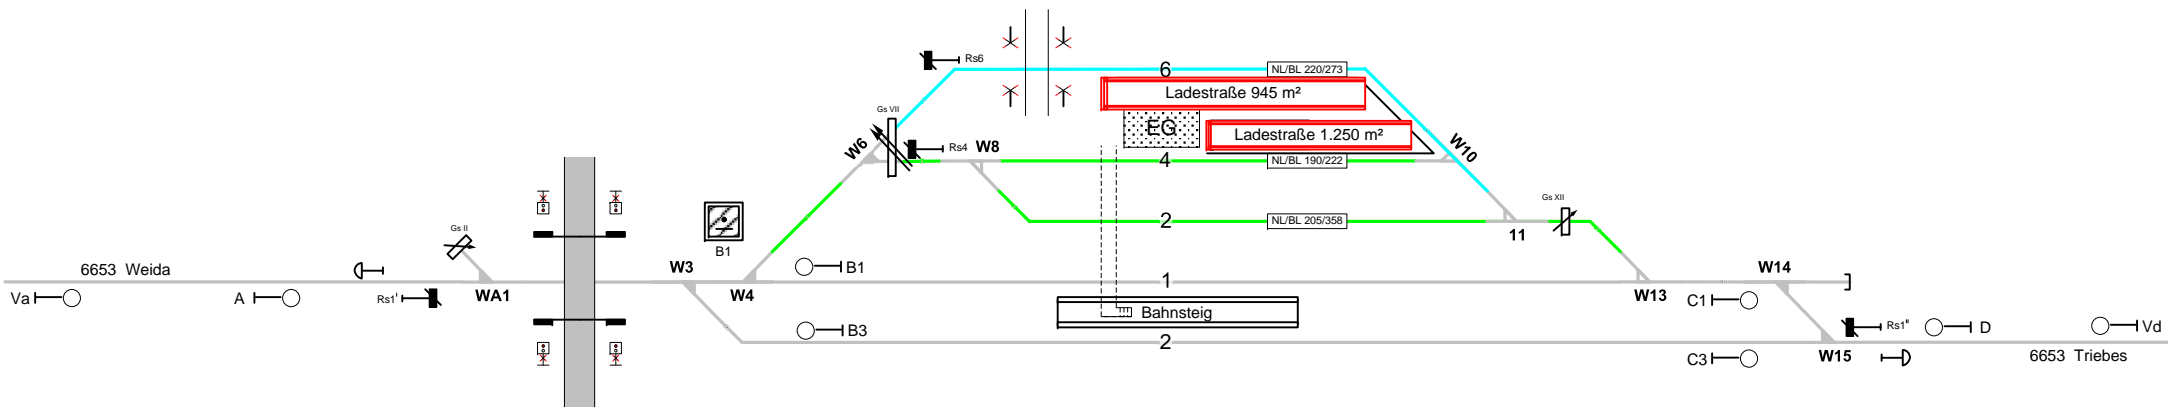 Rs6
6
NL/BL 220/273
Ladestraße 945 m²
Gs VII
EG
Ladestraße 1.250 m²
W6
Rs4
W8
W10
4
NL/BL 190/222
Gs XII
2
NL/BL 205/358
11
Gs II
B1
6653 Weida
W3
B1
1
W14
Va
A
Rs1'
WA1
W4
W13
C1
Bahnsteig
B3
Rs1"
D
Vd
2
C3
W15
6653 Triebes